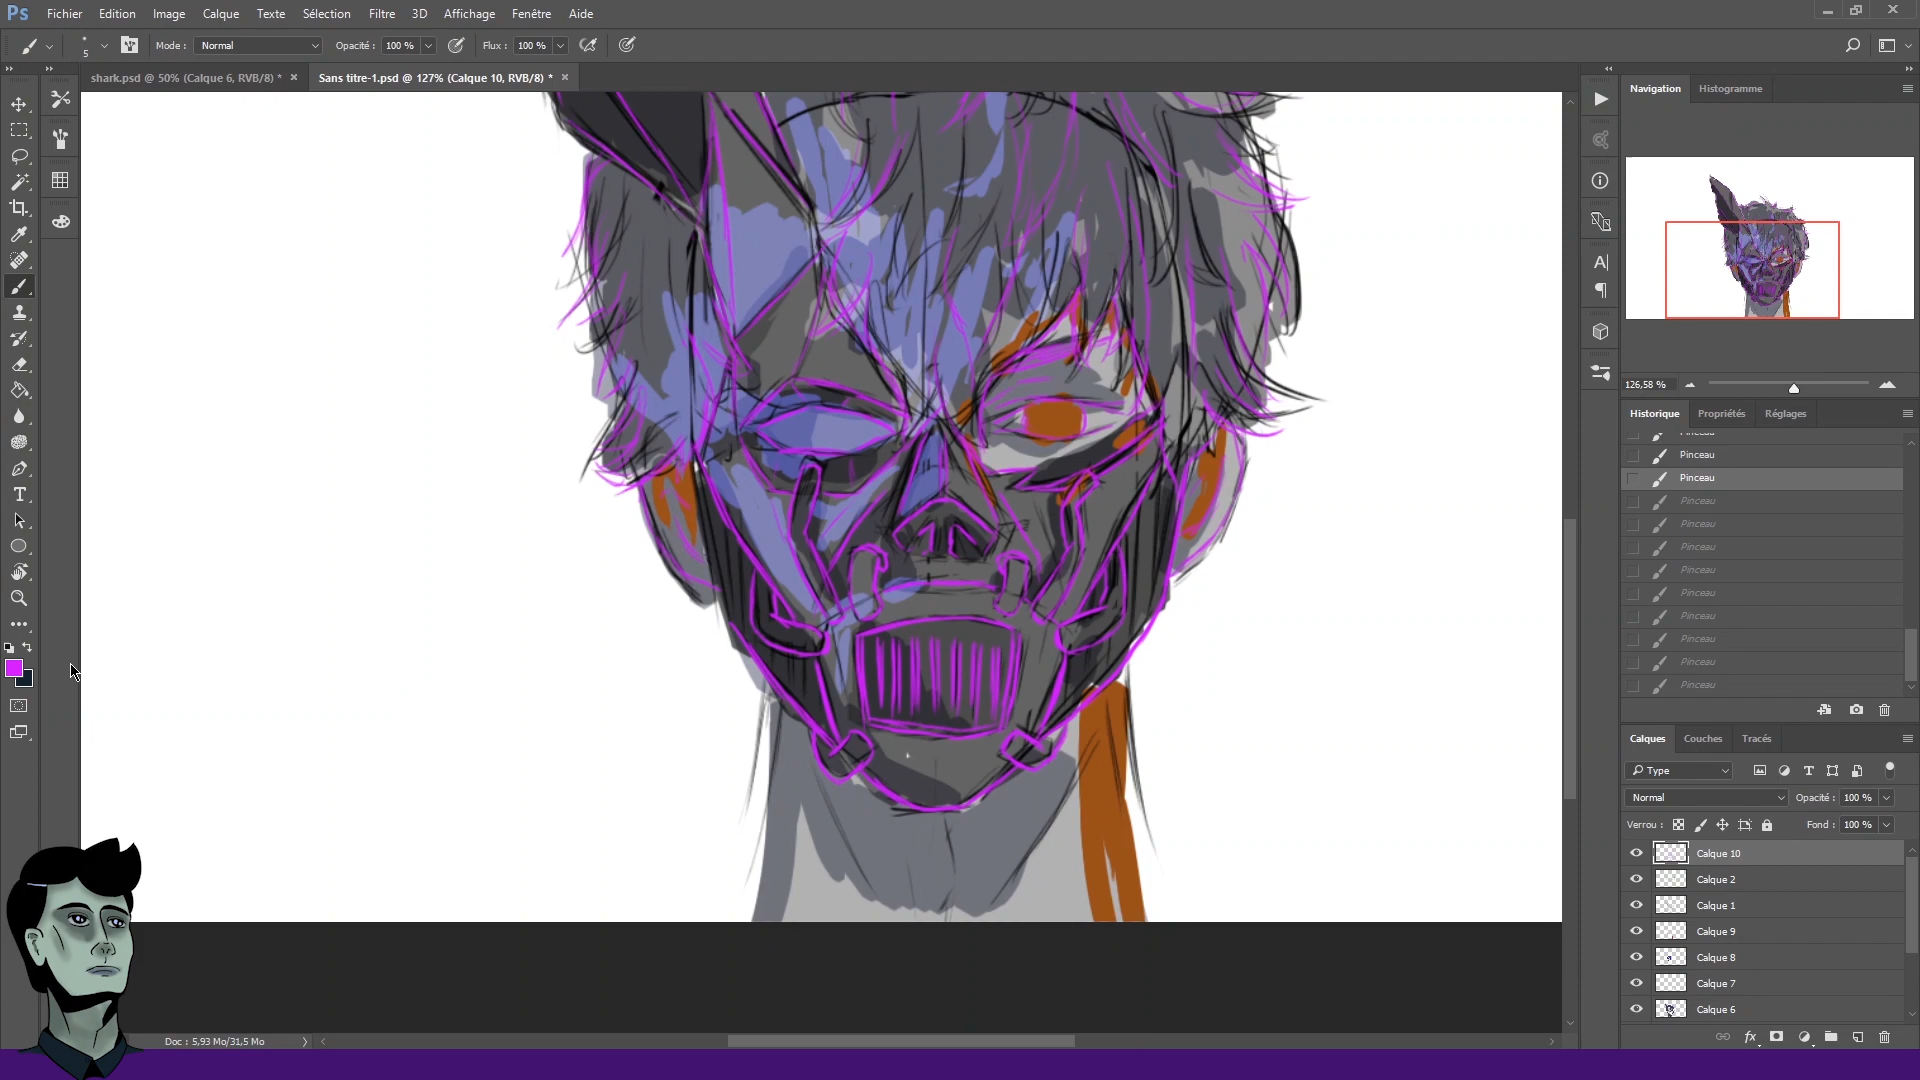 Ps Fichier Edition Image Calque Texte Sélection Filtre 3D Affichage Fenêtre Aide
5 Mode : Normal Opacité : 100 % Flux : 100 %
shark.psd @ 50% (Calque 6, RVB/8) * × Sans titre-1.psd @ 127% (Calque 10, RVB/8) * ×
Navigation Histogramme
126,58 %
Historique Propriétés Réglages
Pinceau
Pinceau
Pinceau
Pinceau
Pinceau
Pinceau
Pinceau
Pinceau
Pinceau
Pinceau
Pinceau
Calques Couches Tracés
Type
Normal Opacité : 100 %
Verrou : Fond : 100 %
Calque 10
Calque 2
Calque 1
Calque 9
Calque 8
Calque 7
Calque 6
fx
Doc : 5,93 Mo/31,5 Mo